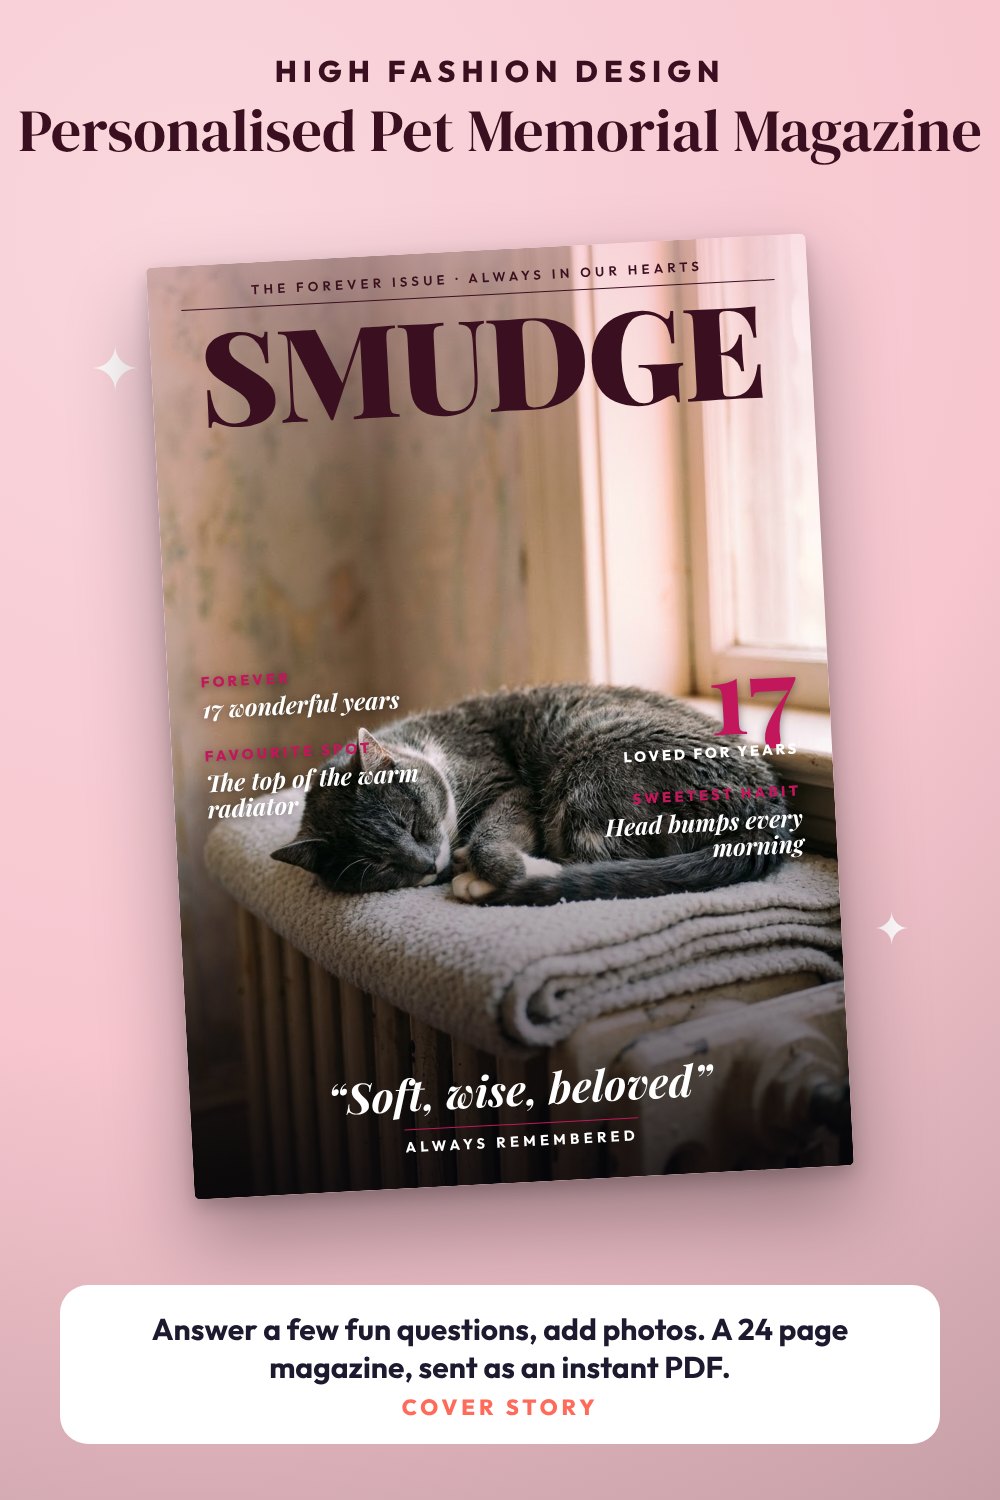 HIGH FASHION DESIGN
Personalised Pet Memorial Magazine
THE FOREVER ISSUE · ALWAYS IN OUR HEARTS
SMUDGE
FOREVER
17 wonderful years
FAVOURITE SPOT
The top of the warm
radiator
17
LOVED FOR YEARS
SWEETEST HABIT
Head bumps every
morning
“Soft, wise, beloved”
ALWAYS REMEMBERED
Answer a few fun questions, add photos. A 24 page
magazine, sent as an instant PDF.
COVER STORY